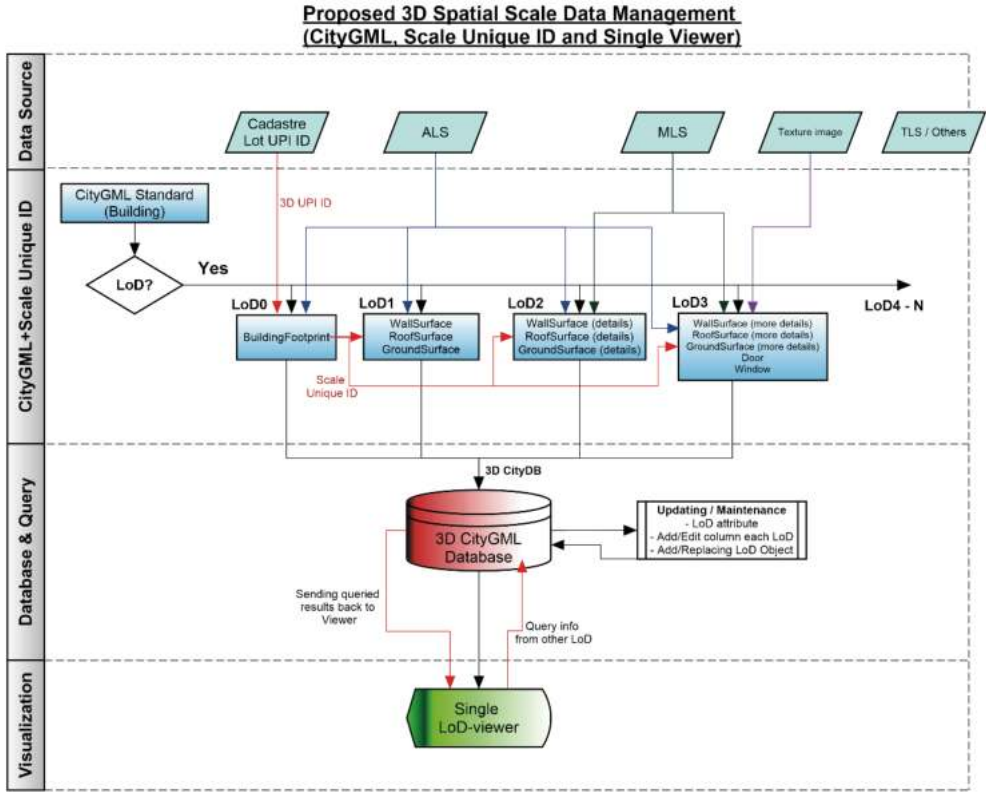 Proposed 3D Spatial Scale Data Management
(CityGML, Scale Unique ID and Single Viewer)
Data Source
Cadastre
Lot UPI ID
ALS
MLS
Texture image
TLS / Others
CityGML+Scale Unique ID
CityGML Standard
(Building)
3D UPI ID
LoD?
Yes
LoD0
LoD1
LoD2
LoD3
LoD4 - N
BuildingFootprint
WallSurface
RoofSurface
GroundSurface
WallSurface (details)
RoofSurface (details)
GroundSurface (details)
WallSurface (more details)
RoofSurface (more details)
GroundSurface (more details)
Door
Window
Scale
Unique ID
Database & Query
3D CityDB
3D CityGML
Database
Updating / Maintenance
- LoD attribute
- Add/Edit column each LoD
- Add/Replacing LoD Object
Sending queried
results back to
Viewer
Query info
from other LoD
Visualization
Single
LoD-viewer